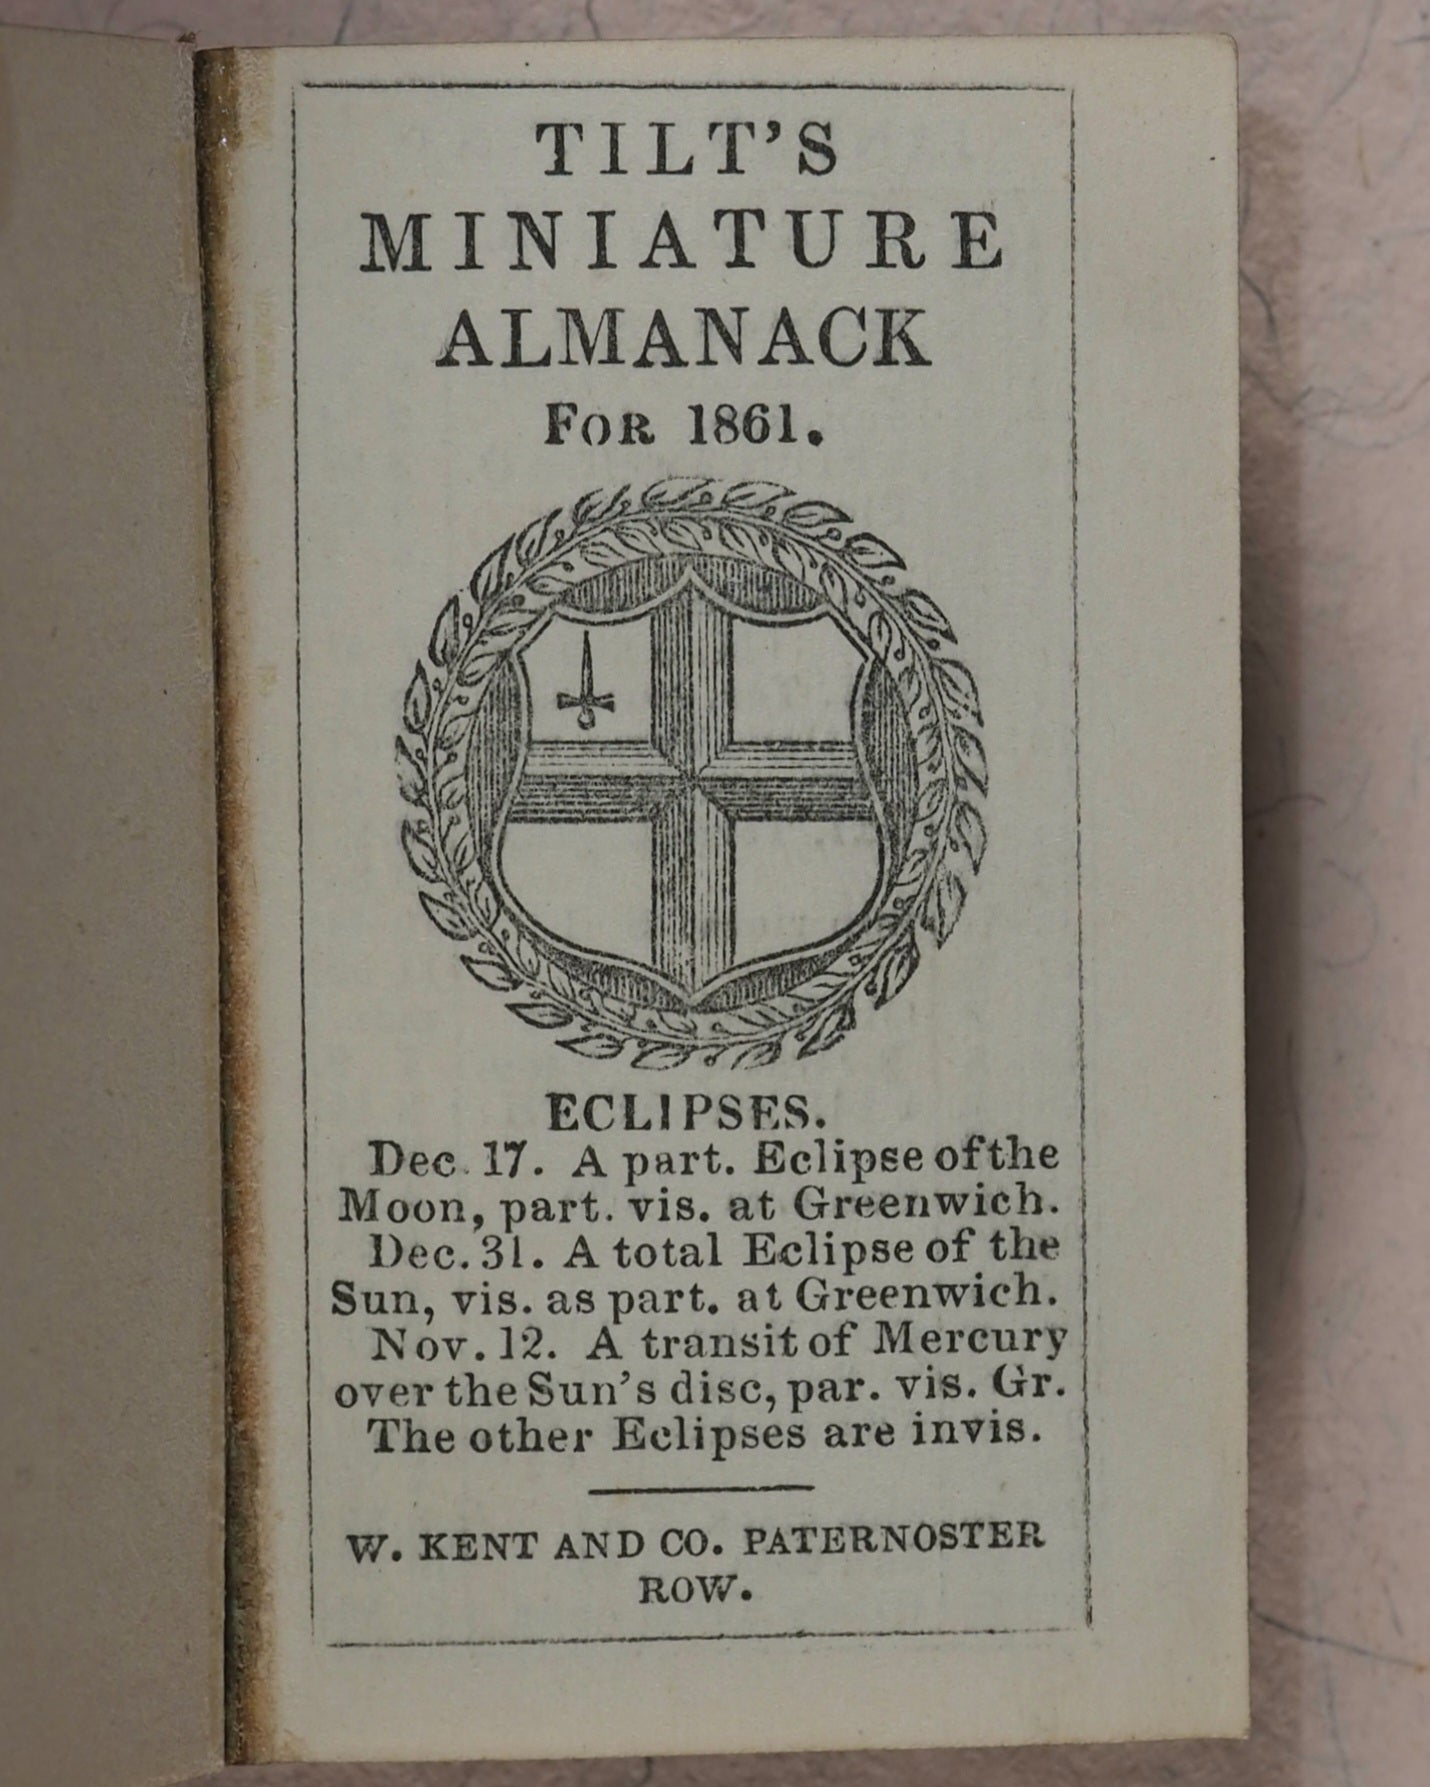 TILT'S
MINIATURE
ALMANACK
FOR 1861.
ECLIPSES.
Dec. 17. A part. Eclipse of the
Moon, part. vis. at Greenwich.
Dec. 31. A total Eclipse of the
Sun, vis. as part. at Greenwich.
Nov. 12. A transit of Mercury
over the Sun's disc, par. vis. Gr.
The other Eclipses are invis.
W. KENT AND CO. PATERNOSTER
ROW.